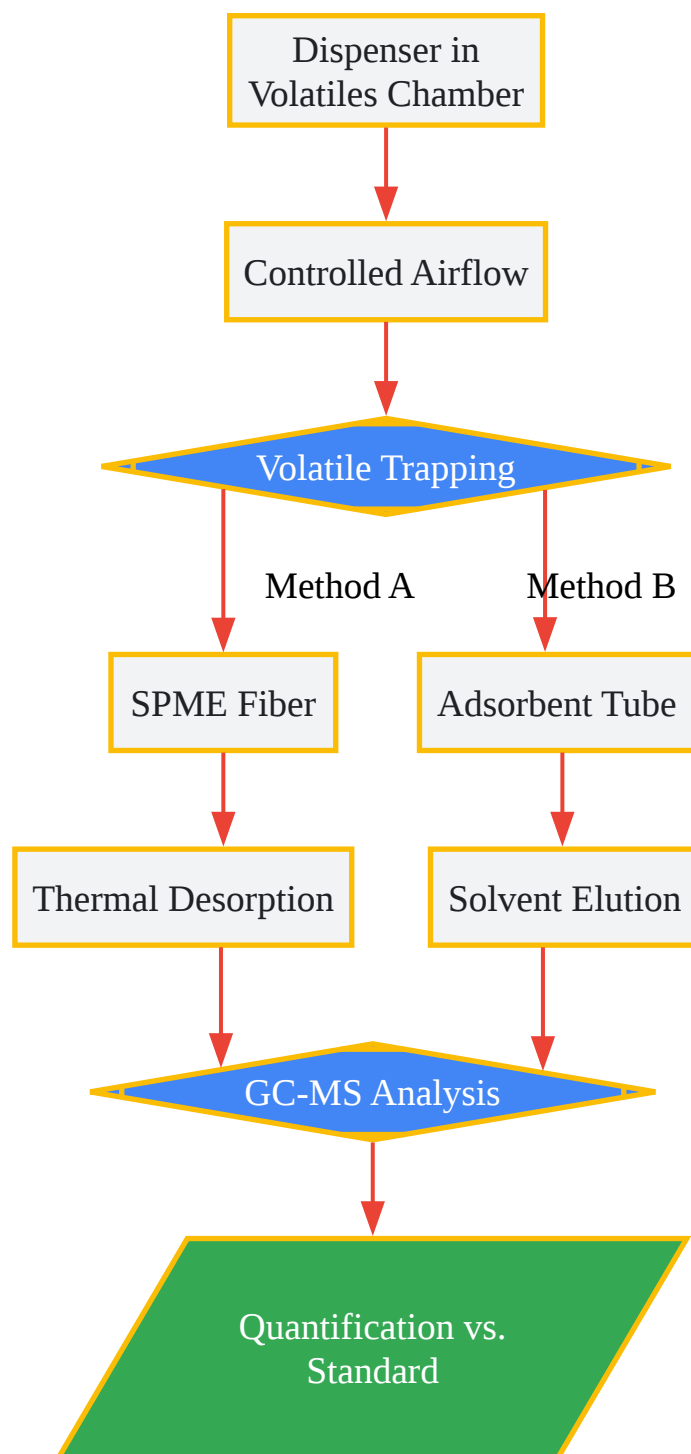 Dispenser in
Volatiles Chamber
Controlled Airflow
Volatile Trapping
Method A
Method B
SPME Fiber
Adsorbent Tube
Thermal Desorption
Solvent Elution
GC-MS Analysis
Quantification vs.
Standard